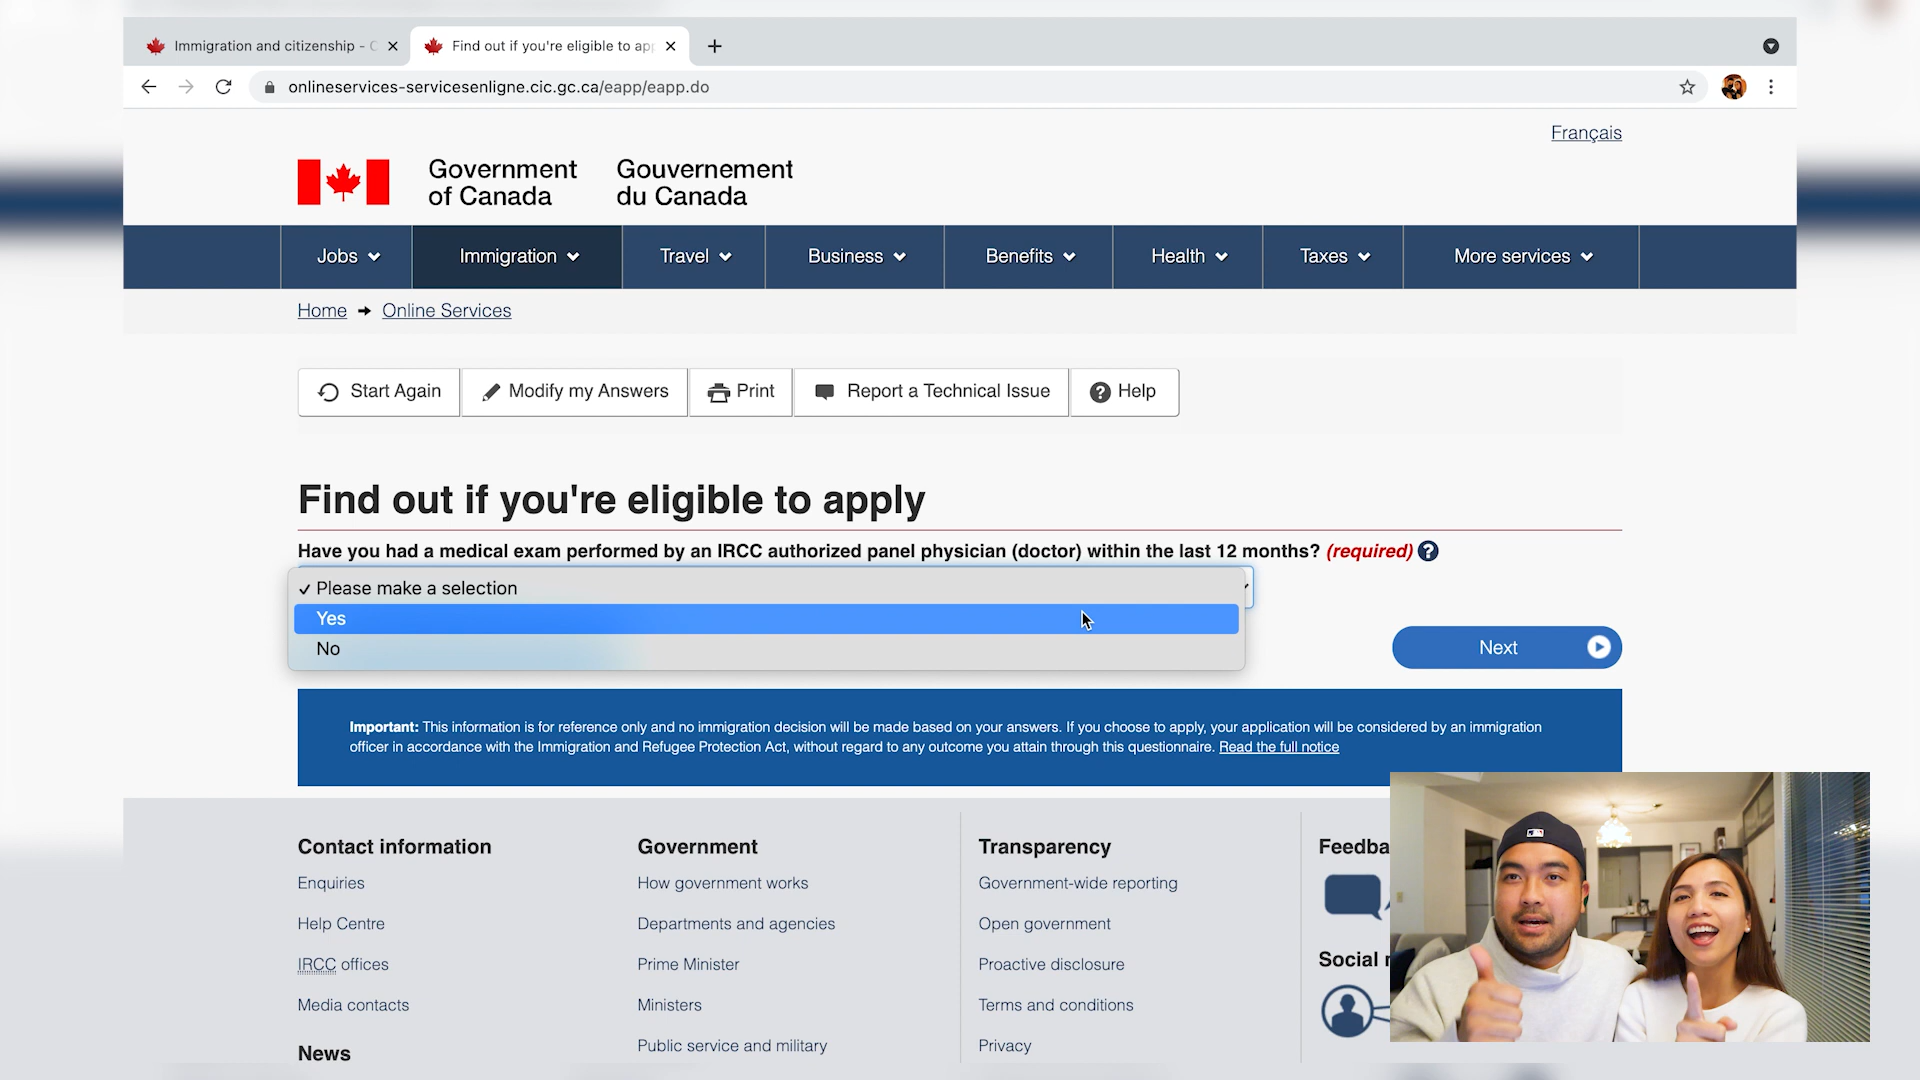 Immigration and citizenship -
Find out if you're eligible to ap
onlineservices-servicesenligne.cic.gc.ca/eapp/eapp.do
Français
Government of Canada
Gouvernement du Canada
Jobs
Immigration
Travel
Business
Benefits
Health
Taxes
More services
Home
Online Services
Start Again
Modify my Answers
Print
Report a Technical Issue
Help
Find out if you're eligible to apply
Have you had a medical exam performed by an IRCC authorized panel physician (doctor) within the last 12 months? (required)
Please make a selection
Yes
No
Next
Important: This information is for reference only and no immigration decision will be made based on your answers. If you choose to apply, your application will be considered by an immigration
officer in accordance with the Immigration and Refugee Protection Act, without regard to any outcome you attain through this questionnaire. Read the full notice
Contact information
Enquiries
Help Centre
IRCC offices
Media contacts
News
Government
How government works
Departments and agencies
Prime Minister
Ministers
Public service and military
Transparency
Government-wide reporting
Open government
Proactive disclosure
Terms and conditions
Privacy
Feedba
Social